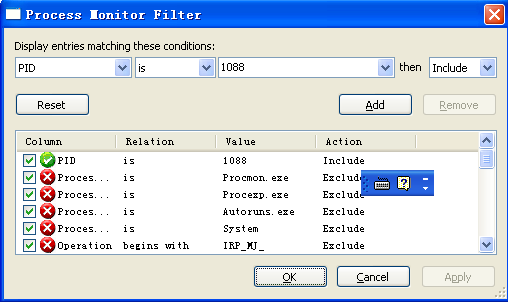 Process Monitor Filter
Display entries matching these conditions:
PID is 1088 then Include
Reset Add Remove
Column Relation Value Action
PID is 1088 Include
Proces... is Procmon.exe Exclude
Proces... is Procexp.exe Exclude
Proces... is Autoruns.exe Exclude
Proces... is System Exclude
Operation begins with IRP_MJ_ Exclude
OK Cancel Apply